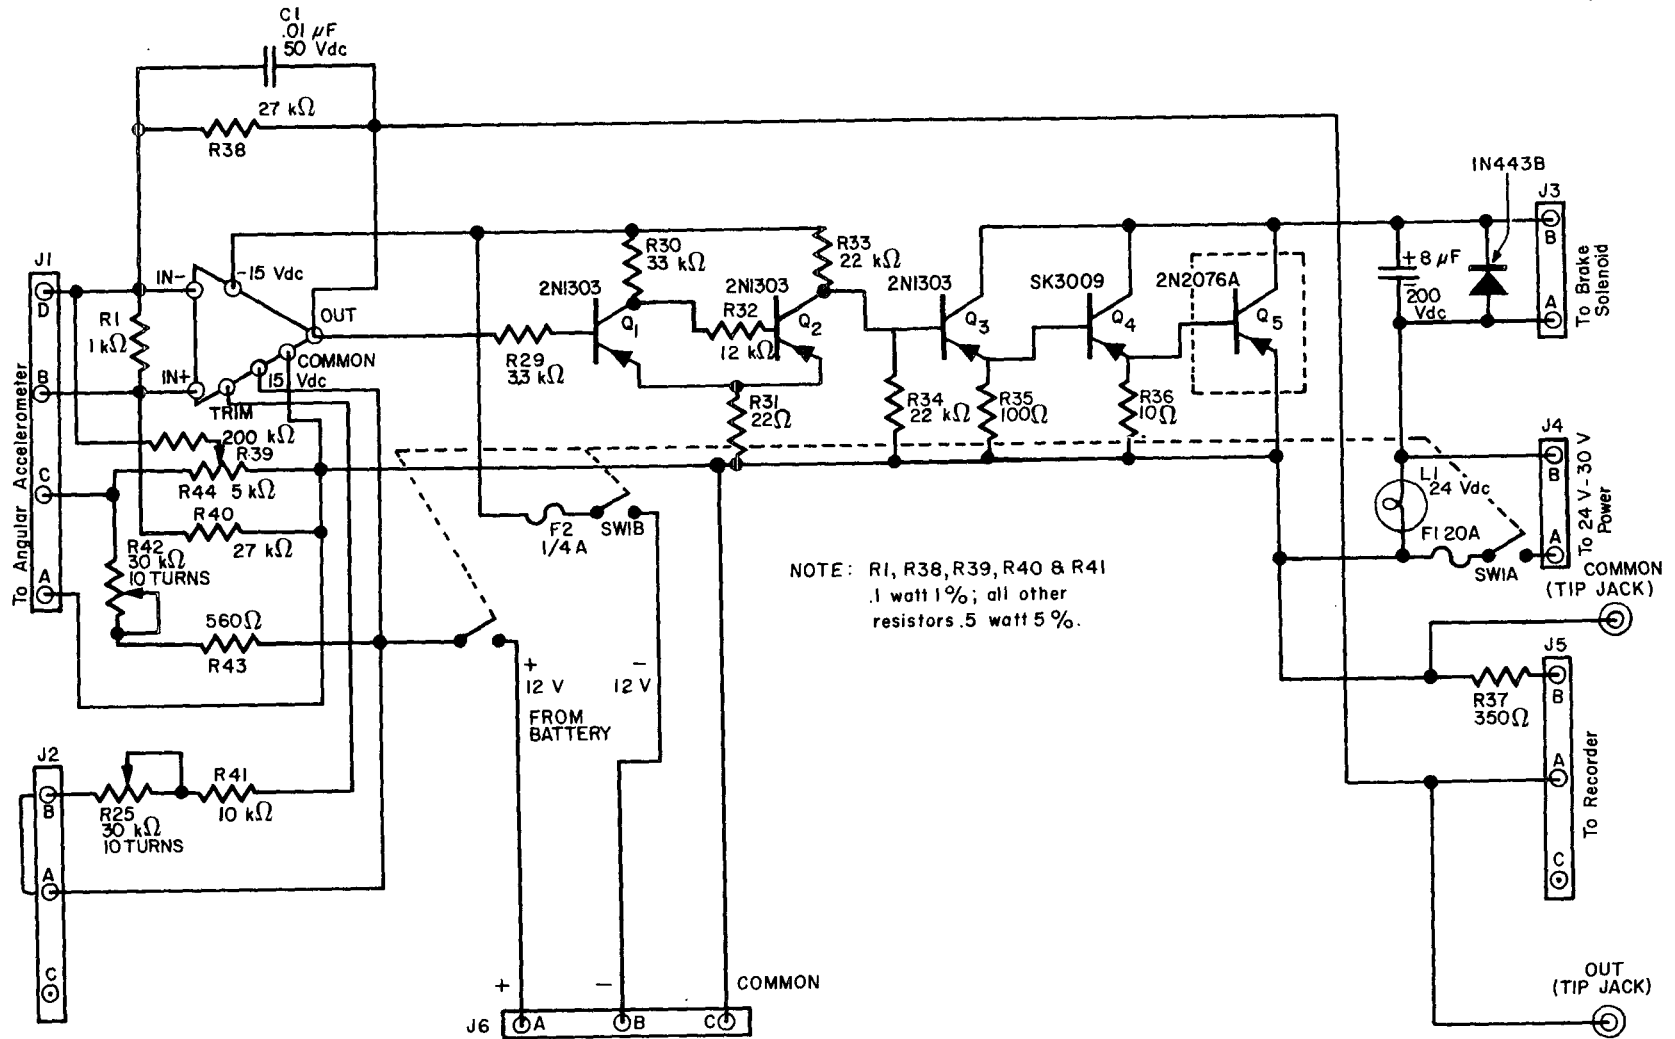 C1
.01 µF
50 Vdc
27 kΩ
R38
1N443B
J3
B
A
To Brake
Solenoid
+ 8 µF
200
Vdc
J1
D
B
C
A
To Angular Accelerometer
IN-
-15 Vdc
OUT
COMMON
15 Vdc
IN+
TRIM
R1
1 kΩ
R30
33 kΩ
R33
22 kΩ
2N1303
Q1
2N1303
Q2
R32
12 kΩ
2N1303
Q3
SK3009
Q4
2N2076A
Q5
R29
R31
22Ω
R34
22 kΩ
R35
100Ω
R36
10Ω
200 kΩ
R39
R44 5 kΩ
R40
27 kΩ
R42
30 kΩ
10 TURNS
560Ω
R43
F2
1/4 A
SW1B
L1
24 Vdc
F1 20A
SW1A
J4
B
A
To 24 V - 30 V
Power
COMMON
(TIP JACK)
NOTE: R1, R38, R39, R40 & R41
.1 watt 1%; all other
resistors .5 watt 5%.
+
12 V
-
12 V
FROM
BATTERY
J5
B
A
C
To Recorder
R37
350Ω
J2
B
A
C
R25
30 kΩ
10 TURNS
R41
10 kΩ
+
-
COMMON
J6
A
B
C
OUT
(TIP JACK)